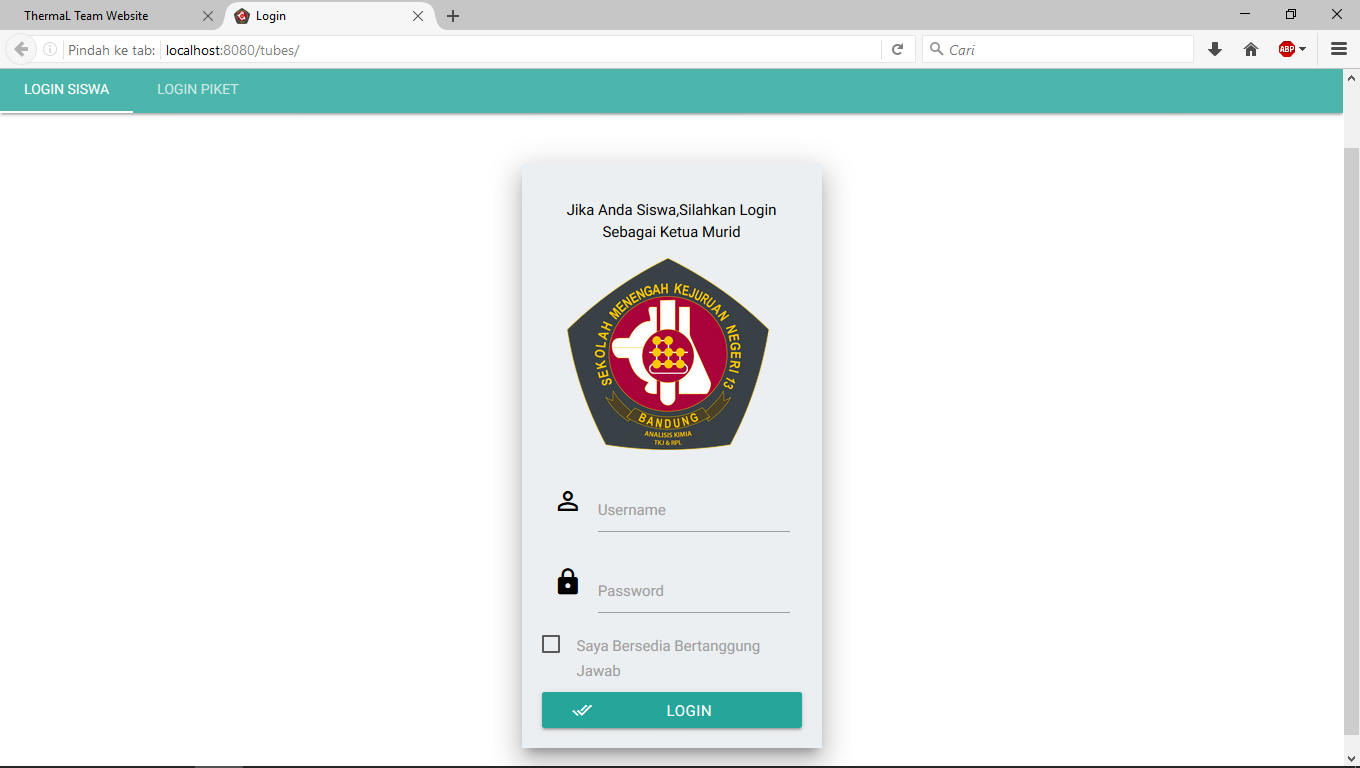 ThermaL Team Website
Login
Pindah ke tab:
localhost:8080/tubes/
Cari
ABP
LOGIN SISWA
LOGIN PIKET
Jika Anda Siswa,Silahkan Login
Sebagai Ketua Murid
SEKOLAH MENENGAH KEJURUAN NEGERI 13
BANDUNG
ANALISIS KIMIA
TKJ & RPL
Username
Password
Saya Bersedia Bertanggung
Jawab
LOGIN